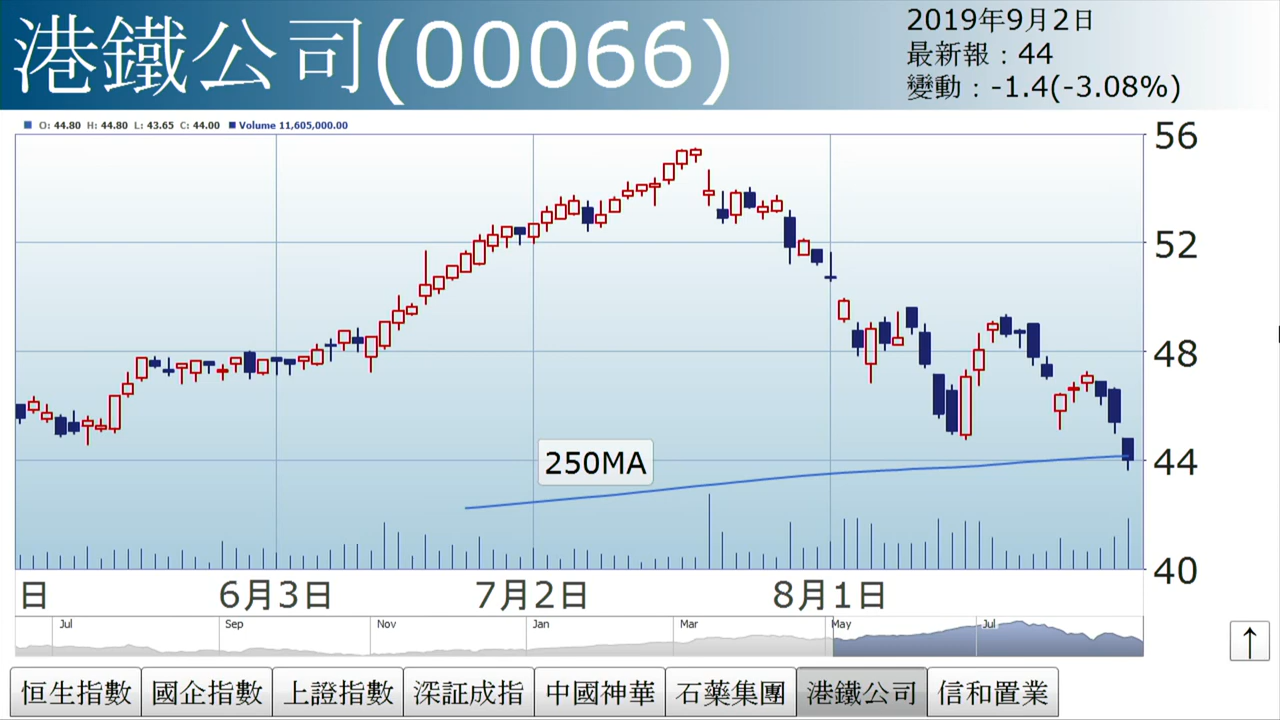 港鐵公司(00066)
2019年9月2日
最新報：44
變動：-1.4(-3.08%)
O: 44.80 H: 44.80 L: 43.65 C: 44.00 Volume 11,605,000.00
56
52
48
250MA
44
40
日 6月3日 7月2日 8月1日
Jul Sep Nov Jan Mar May Jul
↑
恒生指數 國企指數 上證指數 深証成指 中國神華 石藥集團 港鐵公司 信和置業